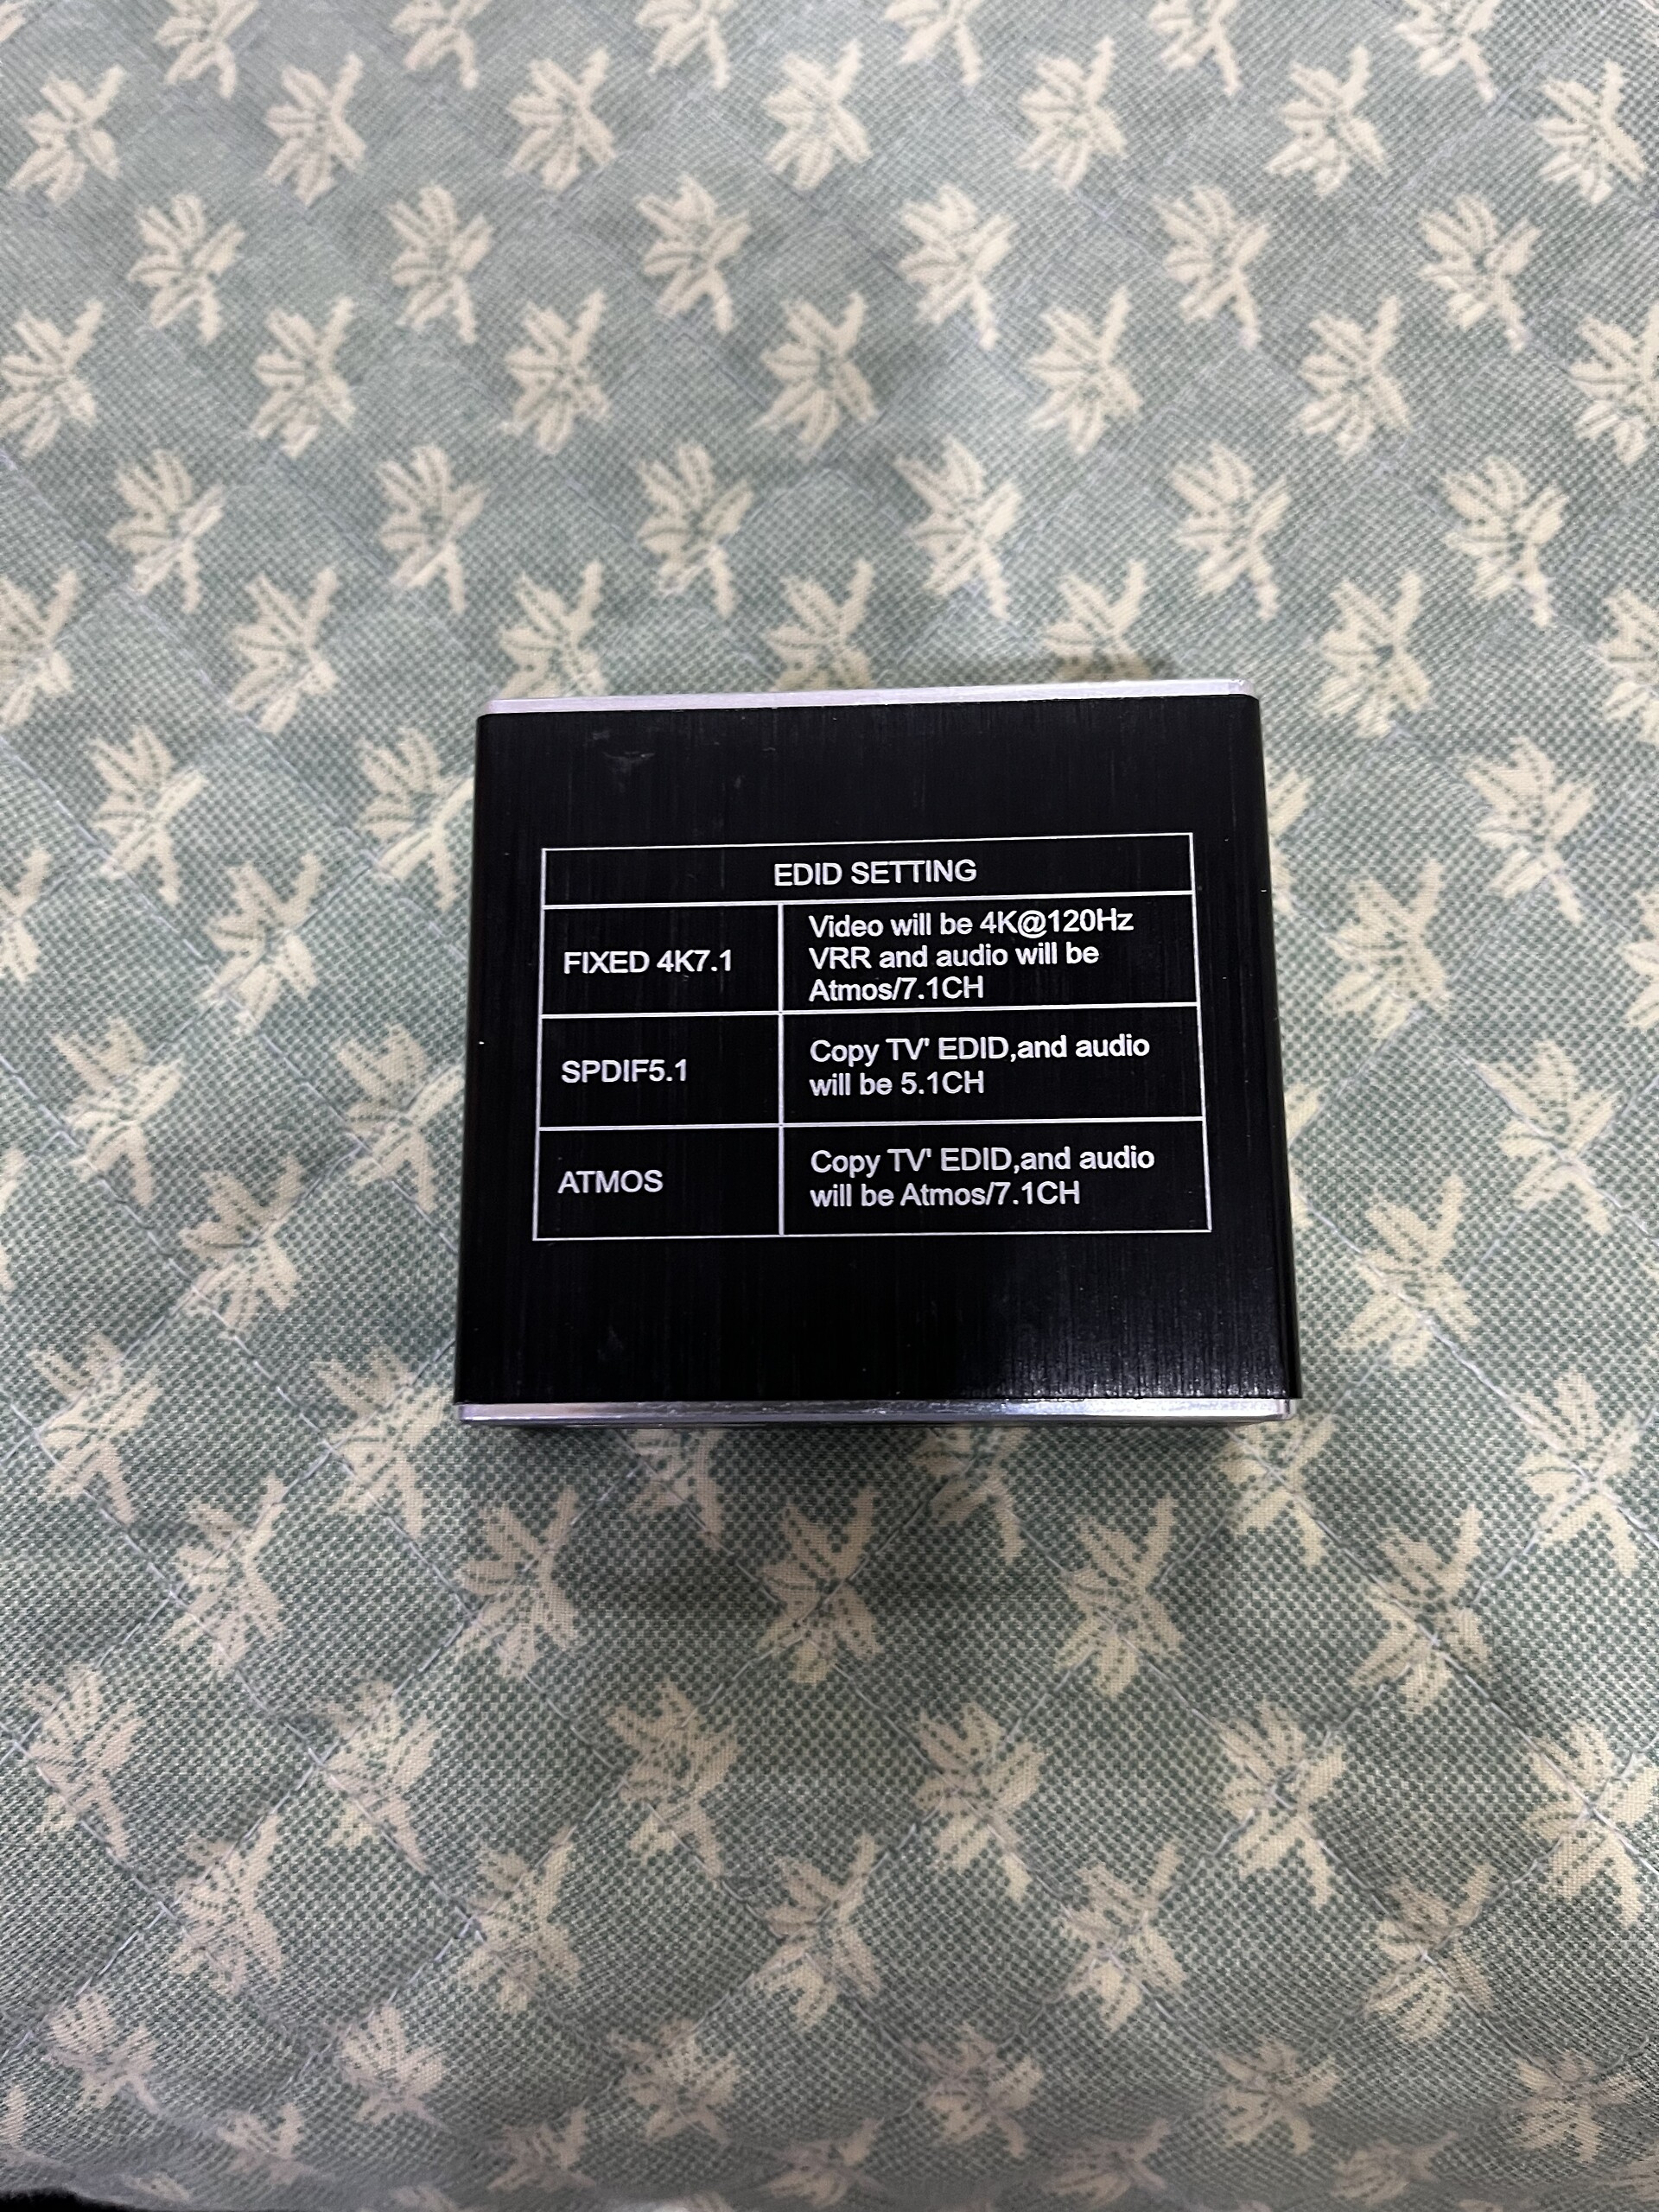 EDID SETTING
FIXED 4K7.1
Video will be 4K@120Hz
VRR and audio will be
Atmos/7.1CH
SPDIF5.1
Copy TV' EDID,and audio
will be 5.1CH
ATMOS
Copy TV' EDID,and audio
will be Atmos/7.1CH